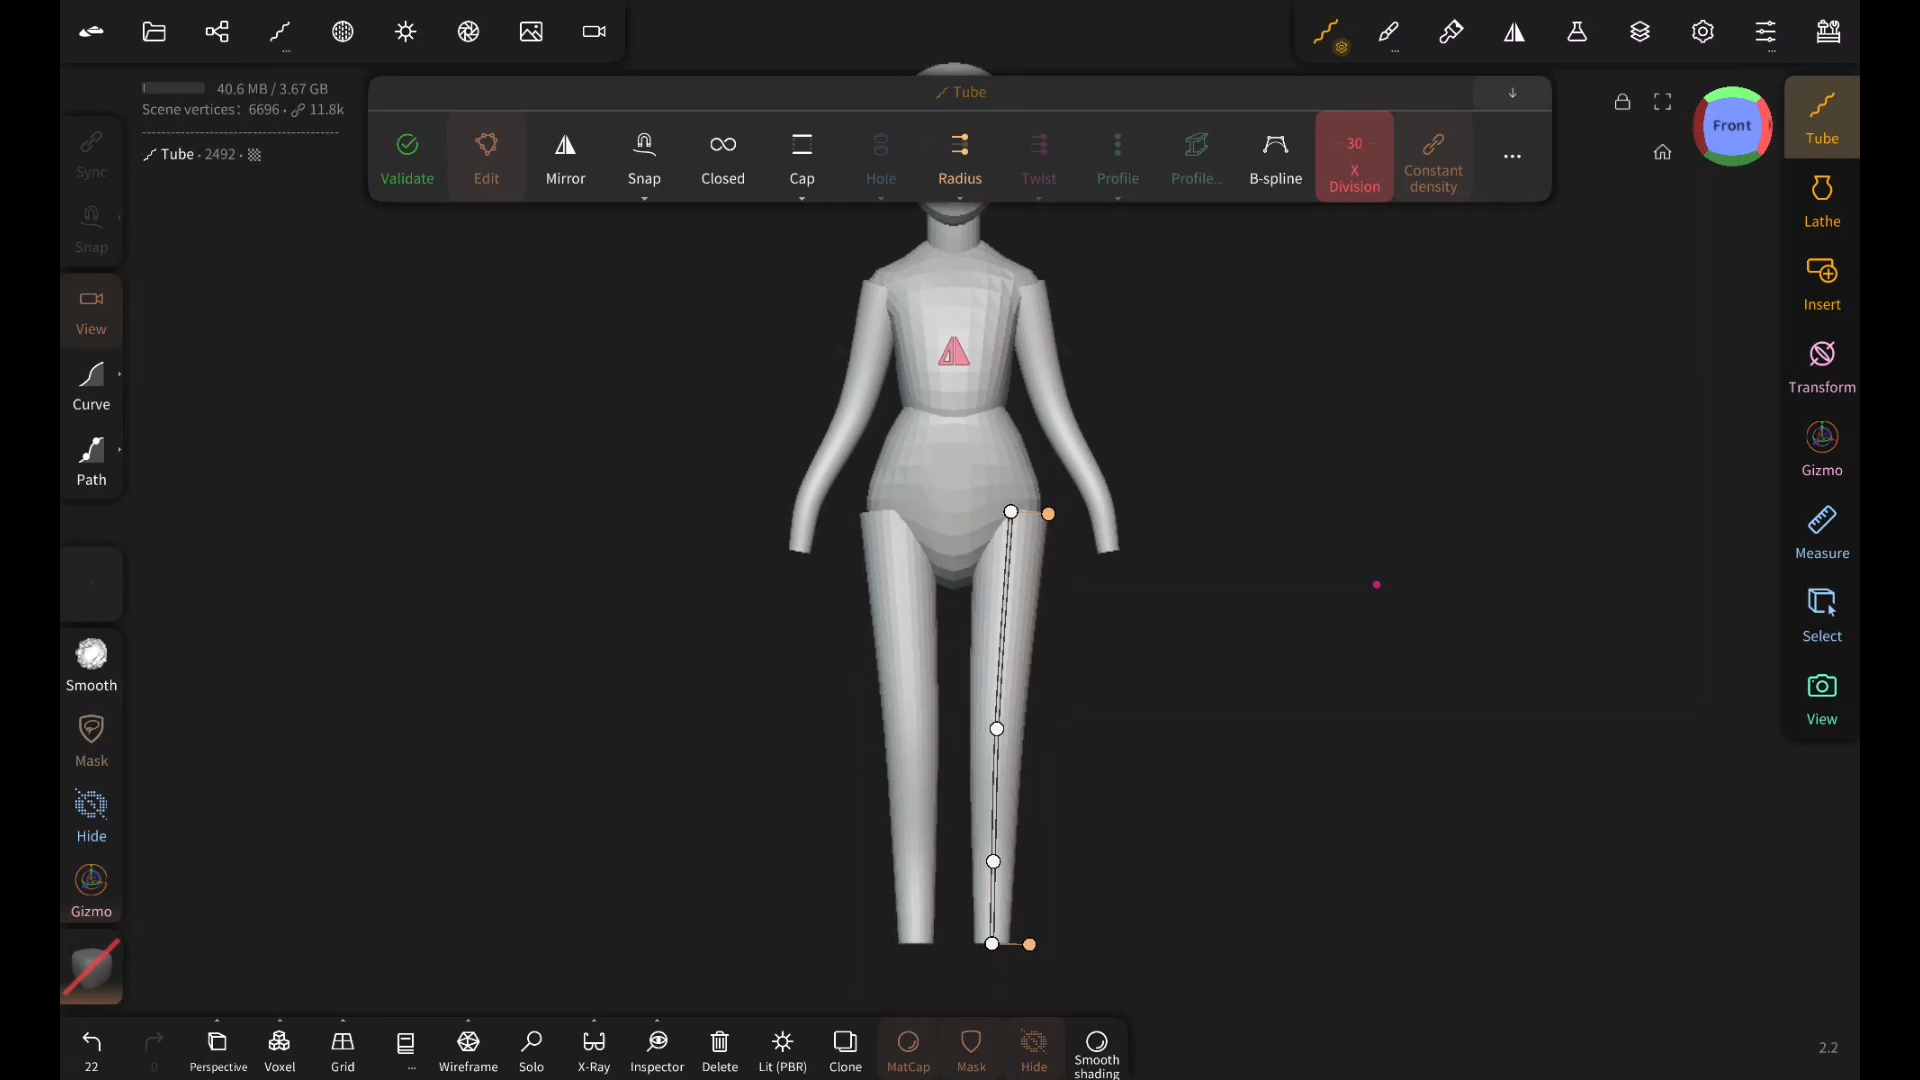 40.6 MB / 3.67 GB
Scene vertices: 6696 • 11.8k
------------------------------------
Tube • 2492 •
Tube
Validate
Edit
Mirror
Snap
Closed
Cap
Hole
Radius
Twist
Profile
Profile...
B-spline
30
X
Division
Constant
density
...
Front
Sync
Snap
View
Curve
Path
Smooth
Mask
Hide
Gizmo
Tube
Lathe
Insert
Transform
Gizmo
Measure
Select
View
22
0
Perspective
Voxel
Grid
...
Wireframe
Solo
X-Ray
Inspector
Delete
Lit (PBR)
Clone
MatCap
Mask
Hide
Smooth
shading
2.2